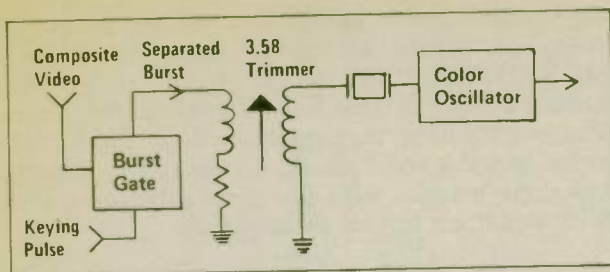 Composite
Video
Separated
Burst
3.58
Trimmer
Color
Oscillator
Burst
Gate
Keying
Pulse